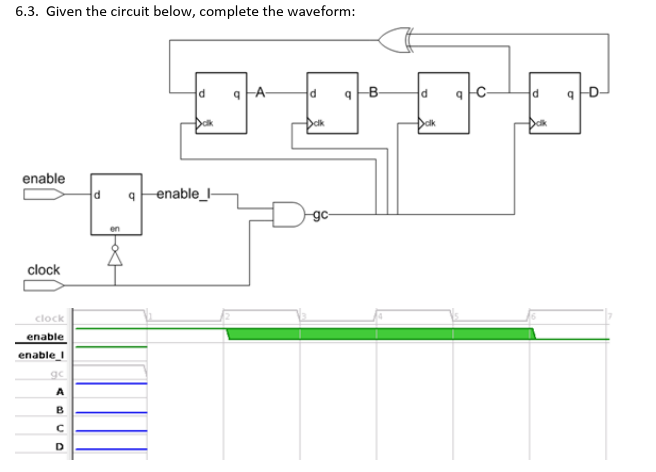 6.3. Given the circuit below, complete the waveform:
d q A d q B d q C d q D
clk clk clk clk
enable
d q enable_l gc
en
clock
clock 1 2 3 4 5 6 7
enable
enable_l
gc
A
B
C
D